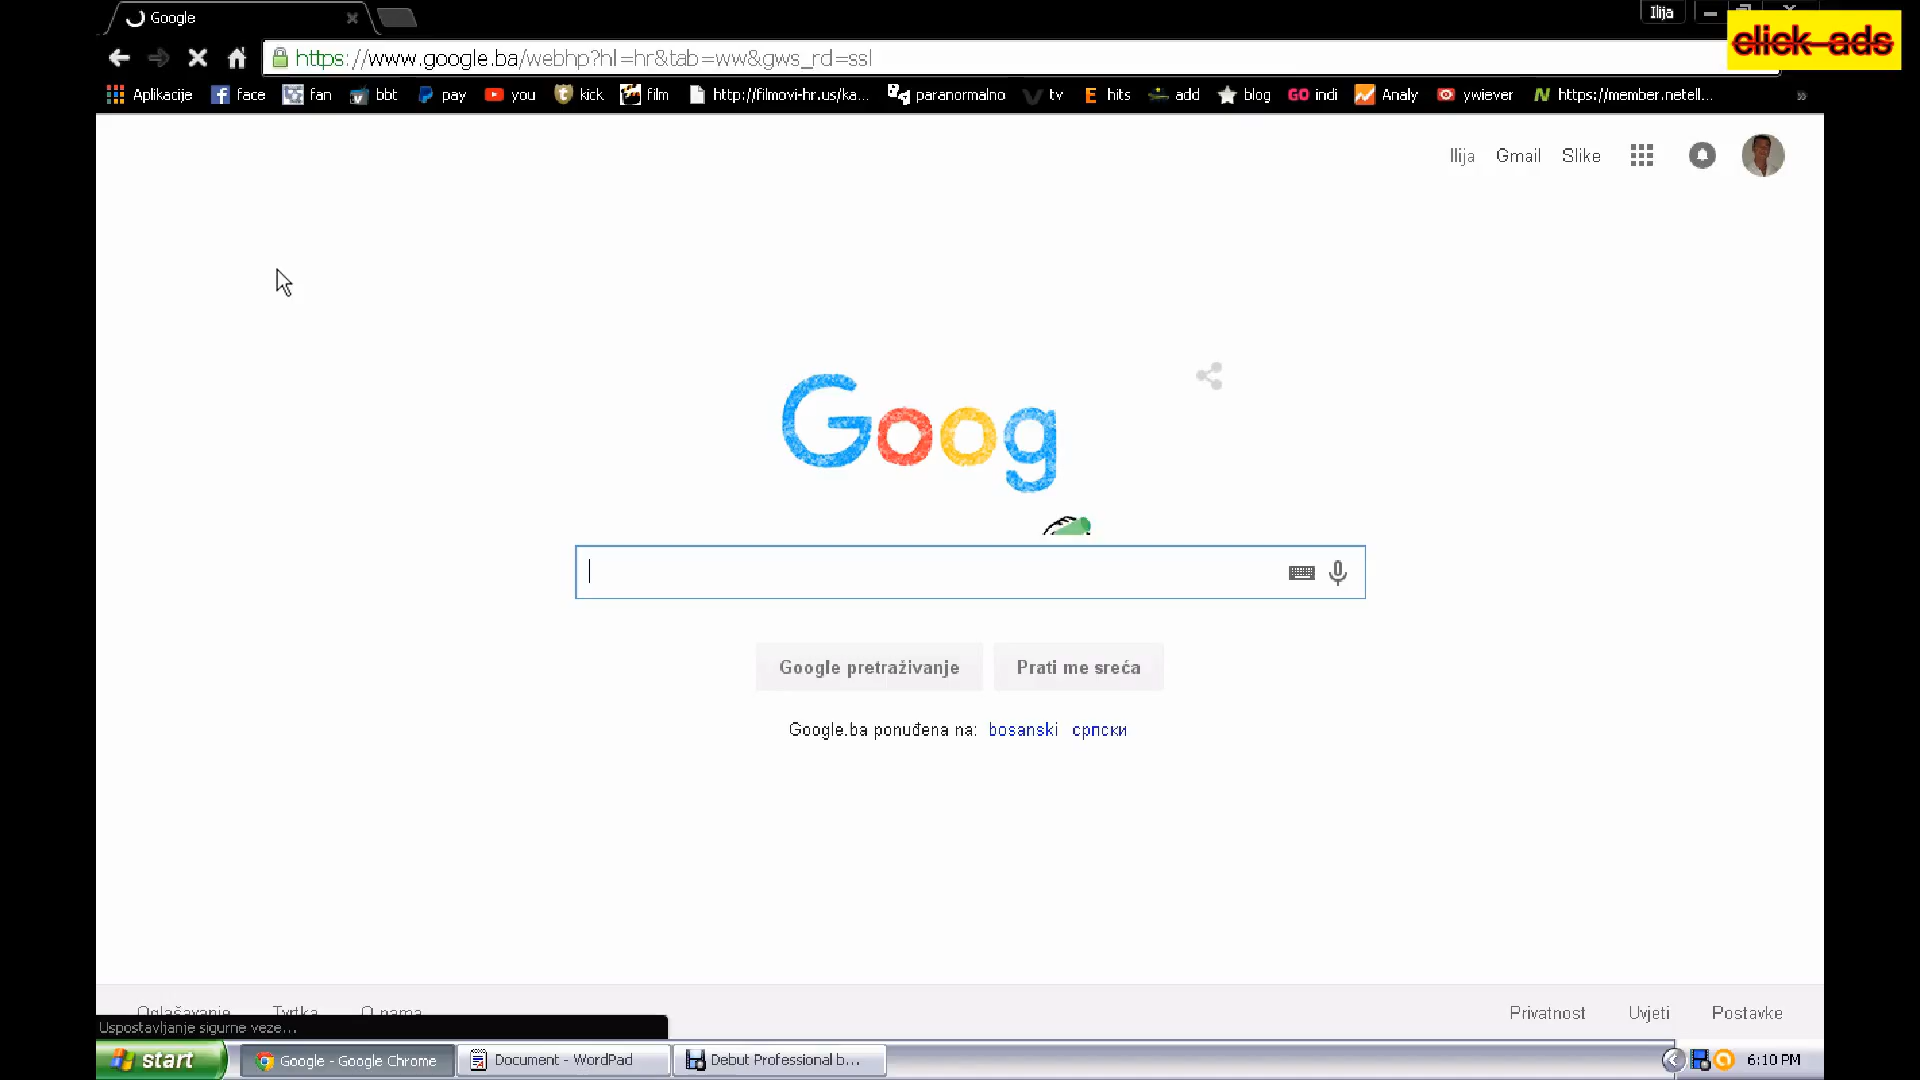 Google
Ilija
click-ads
https://www.google.ba/webhp?hl=hr&tab=ww&gws_rd=ssl
Aplikacije face fan bbt pay you kick film http://filmovi-hr.us/ka... paranormalno tv hits add blog indi Analy ywiever https://member.netell... »
Ilija Gmail Slike
Goog
Google pretraživanje Prati me sreća
Google.ba ponuđena na: bosanski српски
Oglašavanje Tvrtka O nama Privatnost Uvjeti Postavke
Uspostavljanje sigurne veze...
start Google - Google Chrome Document - WordPad Debut Professional b... 6:10 PM